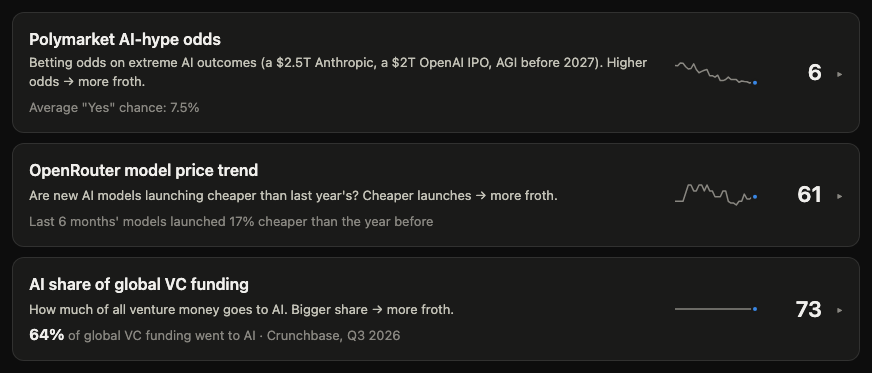 Polymarket AI-hype odds
Betting odds on extreme AI outcomes (a $2.5T Anthropic, a $2T OpenAI IPO, AGI before 2027). Higher
odds → more froth.
Average "Yes" chance: 7.5%
6
OpenRouter model price trend
Are new AI models launching cheaper than last year's? Cheaper launches → more froth.
Last 6 months' models launched 17% cheaper than the year before
61
AI share of global VC funding
How much of all venture money goes to AI. Bigger share → more froth.
64% of global VC funding went to AI · Crunchbase, Q3 2026
73